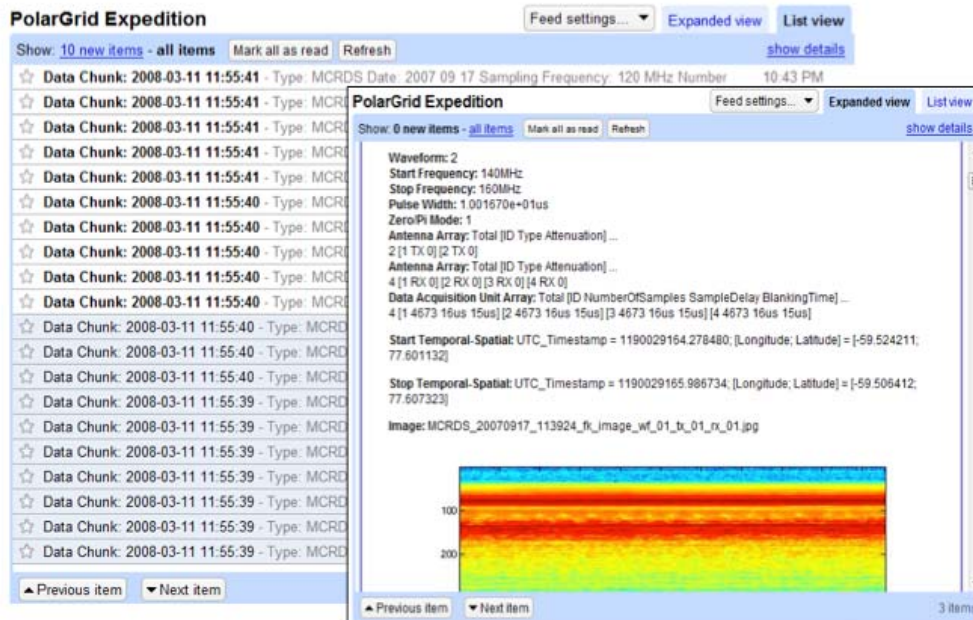 PolarGrid Expedition
Feed settings... Expanded view List view
Show: 10 new items - all items Mark all as read Refresh show details
Data Chunk: 2008-03-11 11:55:41 - Type: MCRDS Date: 2007 09 17 Sampling Frequency: 120 MHz Number 10:43 PM
Data Chunk: 2008-03-11 11:55:41 - Type: MCRD
Data Chunk: 2008-03-11 11:55:41 - Type: MCRD
Data Chunk: 2008-03-11 11:55:41 - Type: MCRD
Data Chunk: 2008-03-11 11:55:41 - Type: MCRD
Data Chunk: 2008-03-11 11:55:40 - Type: MCRD
Data Chunk: 2008-03-11 11:55:40 - Type: MCRD
Data Chunk: 2008-03-11 11:55:40 - Type: MCRD
Data Chunk: 2008-03-11 11:55:40 - Type: MCRD
Data Chunk: 2008-03-11 11:55:40 - Type: MCRD
Data Chunk: 2008-03-11 11:55:40 - Type: MCRD
Data Chunk: 2008-03-11 11:55:40 - Type: MCRD
Data Chunk: 2008-03-11 11:55:40 - Type: MCRD
Data Chunk: 2008-03-11 11:55:39 - Type: MCRD
Data Chunk: 2008-03-11 11:55:39 - Type: MCRD
Data Chunk: 2008-03-11 11:55:39 - Type: MCRD
Data Chunk: 2008-03-11 11:55:39 - Type: MCRD
Data Chunk: 2008-03-11 11:55:39 - Type: MCRD
Data Chunk: 2008-03-11 11:55:39 - Type: MCRD
Data Chunk: 2008-03-11 11:55:39 - Type: MCRD
Previous item Next item
PolarGrid Expedition
Feed settings... Expanded view List view
Show: 0 new items - all items Mark all as read Refresh show details
Waveform: 2
Start Frequency: 140MHz
Stop Frequency: 160MHz
Pulse Width: 1.001670e+01us
Zero/Pi Mode: 1
Antenna Array: Total [ID Type Attenuation] ...
2 [1 TX 0] [2 TX 0]
Antenna Array: Total [ID Type Attenuation] ...
4 [1 RX 0] [2 RX 0] [3 RX 0] [4 RX 0]
Data Acquisition Unit Array: Total [ID NumberOfSamples SampleDelay BlankingTime] ...
4 [1 4673 16us 15us] [2 4673 16us 15us] [3 4673 16us 15us] [4 4673 16us 15us]
Start Temporal-Spatial: UTC_Timestamp = 1190029164.278480; [Longitude; Latitude] = [-59.524211;
77.601132]
Stop Temporal-Spatial: UTC_Timestamp = 1190029165.986734; [Longitude; Latitude] = [-59.506412;
77.607323]
Image: MCRDS_20070917_113924_fk_image_wf_01_tx_01_rx_01.jpg
100
200
Previous item Next item 3 items